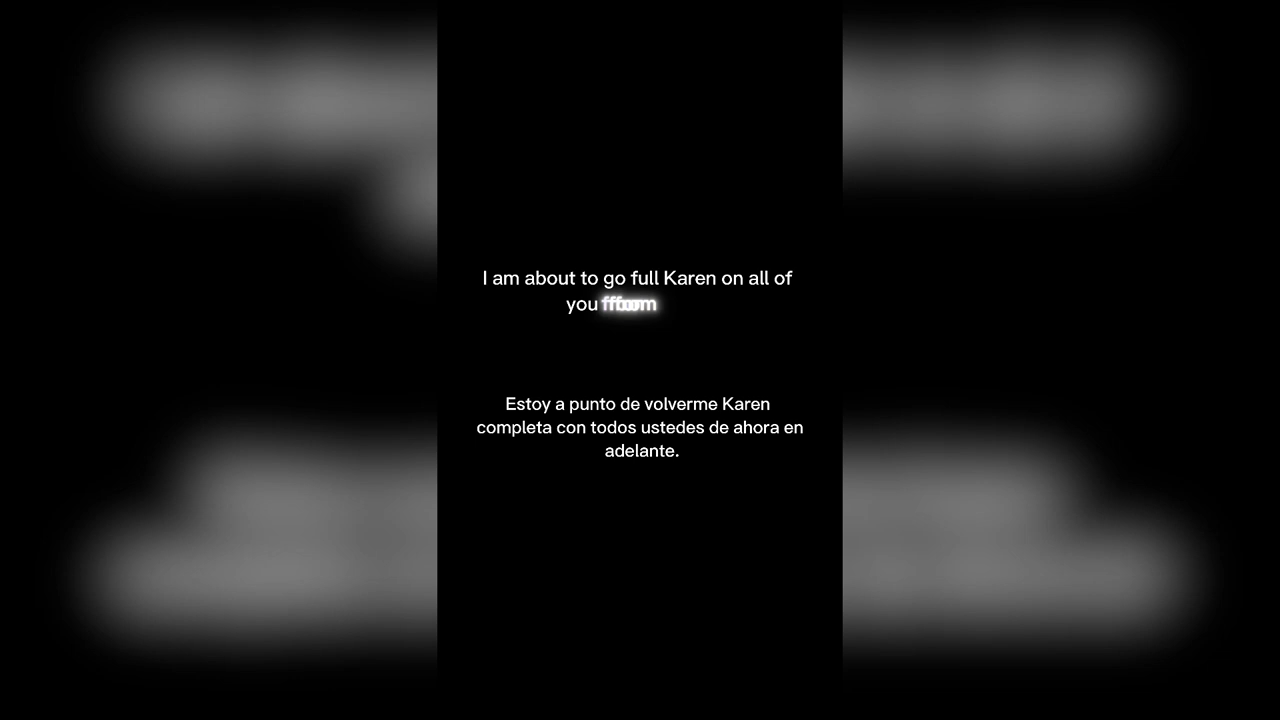 I am about to go full Karen on all of
you
Estoy a punto de volverme Karen
completa con todos ustedes de ahora en
adelante.